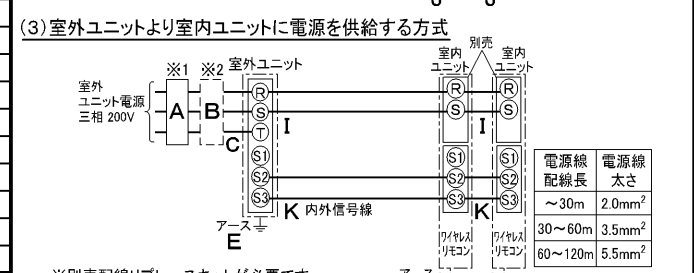 (3)室外ユニットより室内ユニットに電源を供給する方式
※1 ※2 室外ユニット
室内
ユニット
別売
室内
ユニット
室外
ユニット電源
三相 200V
A
B
C
R
S
T
S1
S2
S3
I
R
S
S1
S2
S3
I
R
S
S1
S2
S3
K 内外信号線
K
アース
E
ワイヤレス
リモコン
ワイヤレス
リモコン
電源線
配線長
電源線
太さ
～30m 2.0mm²
30～60m 3.5mm²
60～120m 5.5mm²
アース